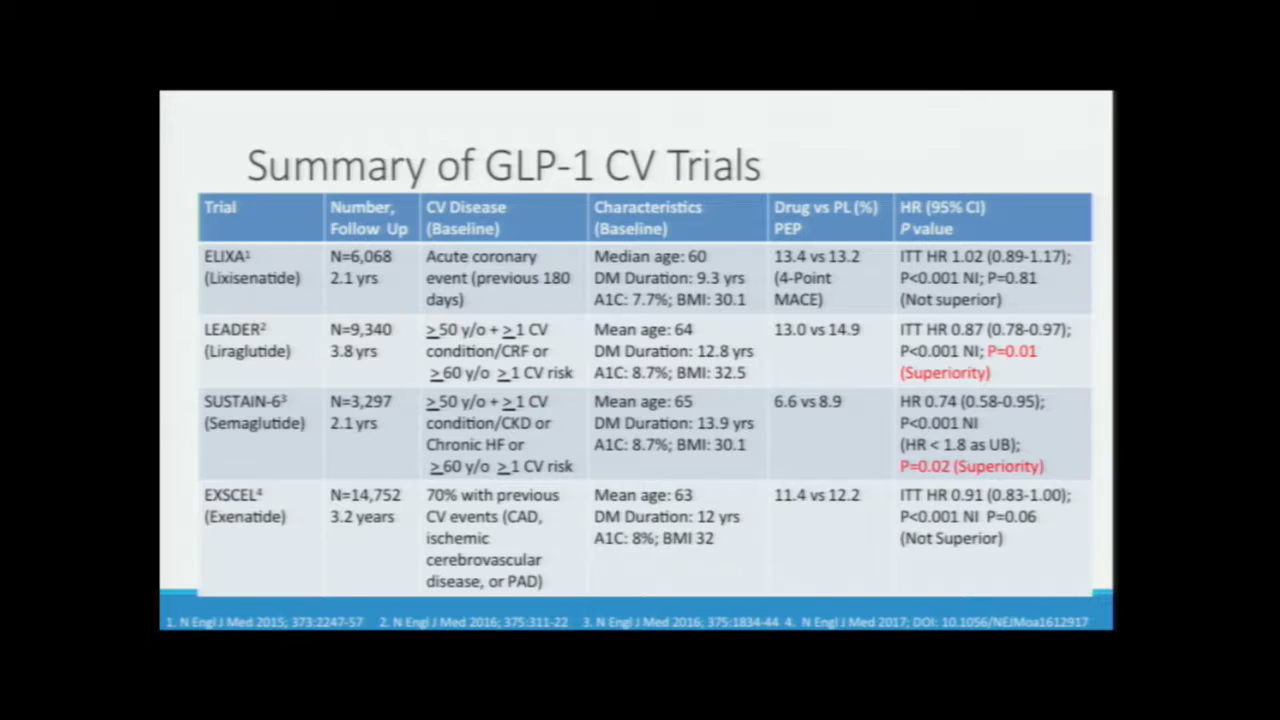 Summary of GLP-1 CV Trials
Trial
Number,
Follow Up
CV Disease
(Baseline)
Characteristics
(Baseline)
Drug vs PL (%)
PEP
HR (95% CI)
P value
ELIXA¹
(Lixisenatide)
N=6,068
2.1 yrs
Acute coronary
event (previous 180
days)
Median age: 60
DM Duration: 9.3 yrs
A1C: 7.7%; BMI: 30.1
13.4 vs 13.2
(4-Point
MACE)
ITT HR 1.02 (0.89-1.17);
P<0.001 NI; P=0.81
(Not superior)
LEADER²
(Liraglutide)
N=9,340
3.8 yrs
≥50 y/o + ≥1 CV
condition/CRF or
≥60 y/o ≥1 CV risk
Mean age: 64
DM Duration: 12.8 yrs
A1C: 8.7%; BMI: 32.5
13.0 vs 14.9
ITT HR 0.87 (0.78-0.97);
P<0.001 NI; P=0.01
(Superiority)
SUSTAIN-6³
(Semaglutide)
N=3,297
2.1 yrs
≥50 y/o + ≥1 CV
condition/CKD or
Chronic HF or
≥60 y/o ≥1 CV risk
Mean age: 65
DM Duration: 13.9 yrs
A1C: 8.7%; BMI: 30.1
6.6 vs 8.9
HR 0.74 (0.58-0.95);
P<0.001 NI
(HR < 1.8 as UB);
P=0.02 (Superiority)
EXSCEL⁴
(Exenatide)
N=14,752
3.2 years
70% with previous
CV events (CAD,
ischemic
cerebrovascular
disease, or PAD)
Mean age: 63
DM Duration: 12 yrs
A1C: 8%; BMI 32
11.4 vs 12.2
ITT HR 0.91 (0.83-1.00);
P<0.001 NI P=0.06
(Not Superior)
1. N Engl J Med 2015; 373:2247-57 2. N Engl J Med 2016; 375:311-22 3. N Engl J Med 2016; 375:1834-44 4. N Engl J Med 2017; DOI: 10.1056/NEJMoa1612917